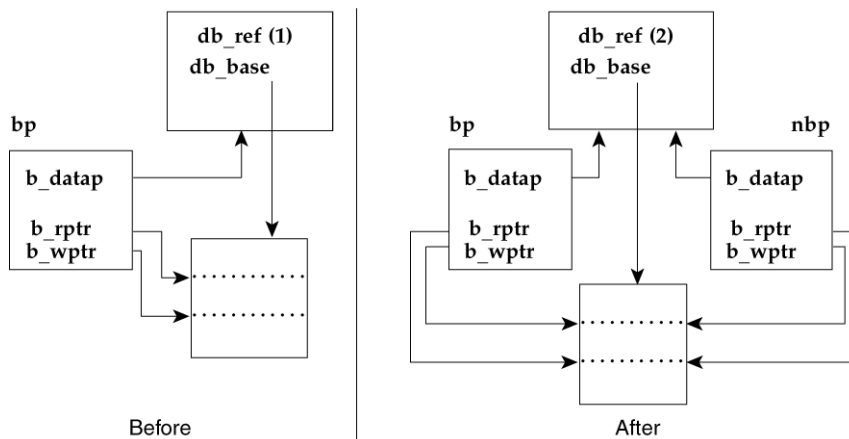 db_ref (1)
db_base
bp
b_datap
b_rptr
b_wptr
Before
db_ref (2)
db_base
bp
nbp
b_datap
b_datap
b_rptr
b_wptr
b_rptr
b_wptr
After